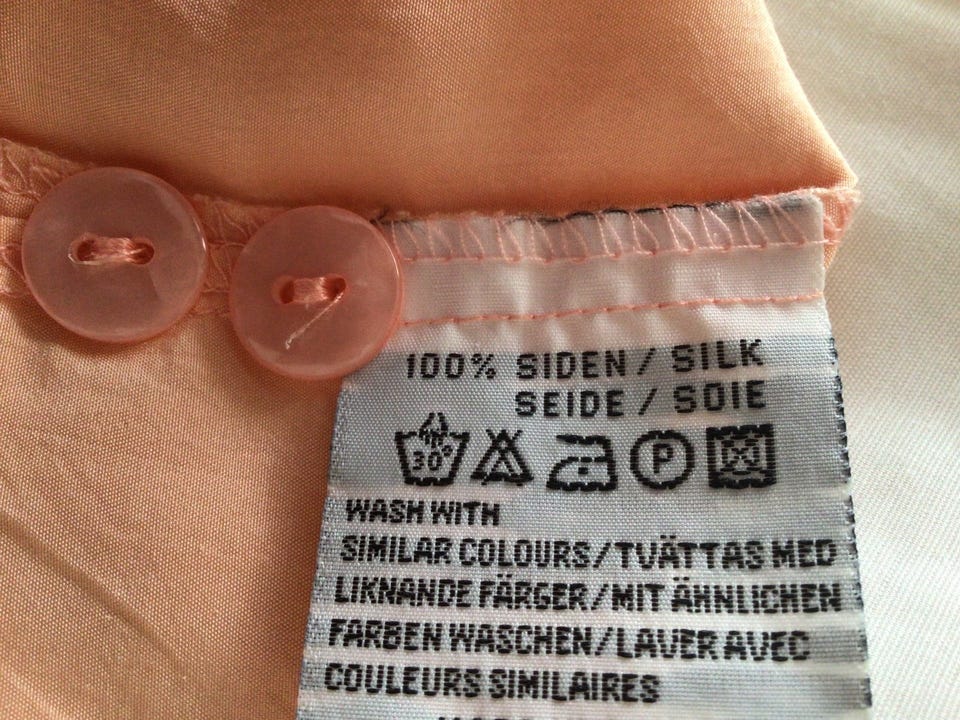 100% SIDEN / SILK
SEIDE / SOIE
30° P
WASH WITH
SIMILAR COLOURS/TVÄTTAS MED
LIKNANDE FÄRGER/MIT ÄHNLICHEN
FARBEN WASCHEN/LAVER AVEC
COULEURS SIMILAIRES